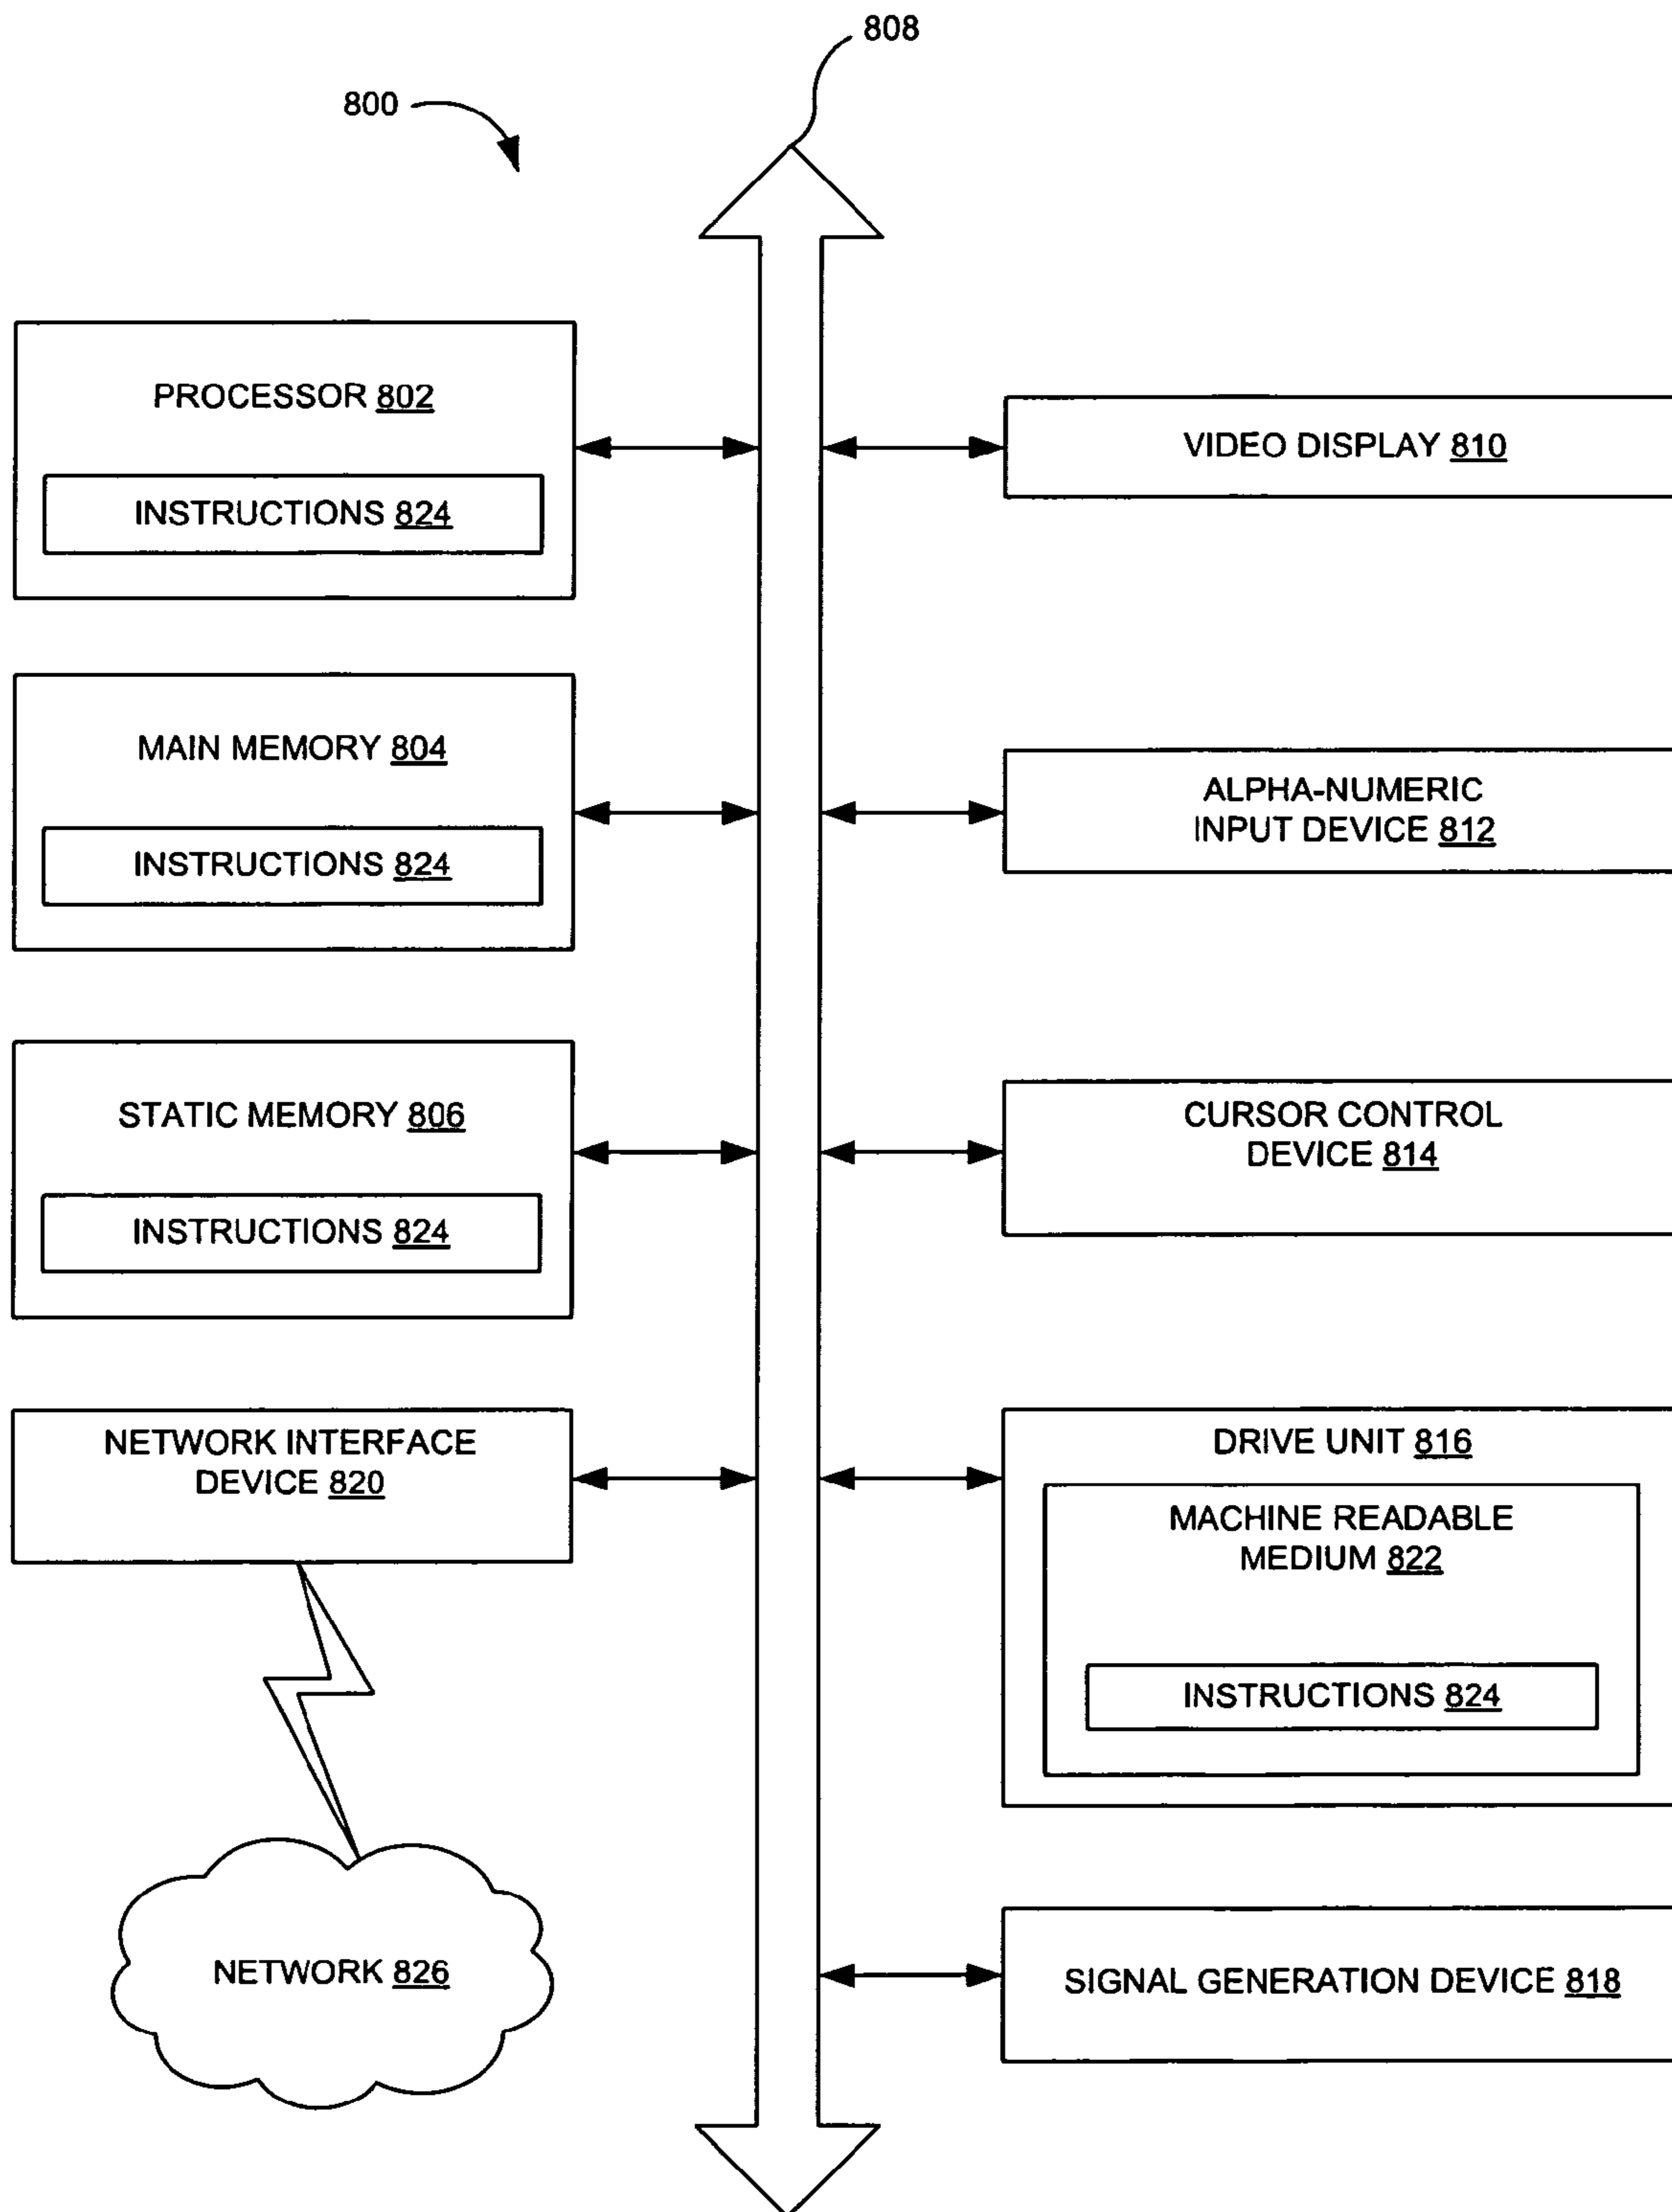 808
800
PROCESSOR 802
INSTRUCTIONS 824
MAIN MEMORY 804
INSTRUCTIONS 824
STATIC MEMORY 806
INSTRUCTIONS 824
NETWORK INTERFACE
DEVICE 820
NETWORK 826
VIDEO DISPLAY 810
ALPHA-NUMERIC
INPUT DEVICE 812
CURSOR CONTROL
DEVICE 814
DRIVE UNIT 816
MACHINE READABLE
MEDIUM 822
INSTRUCTIONS 824
SIGNAL GENERATION DEVICE 818